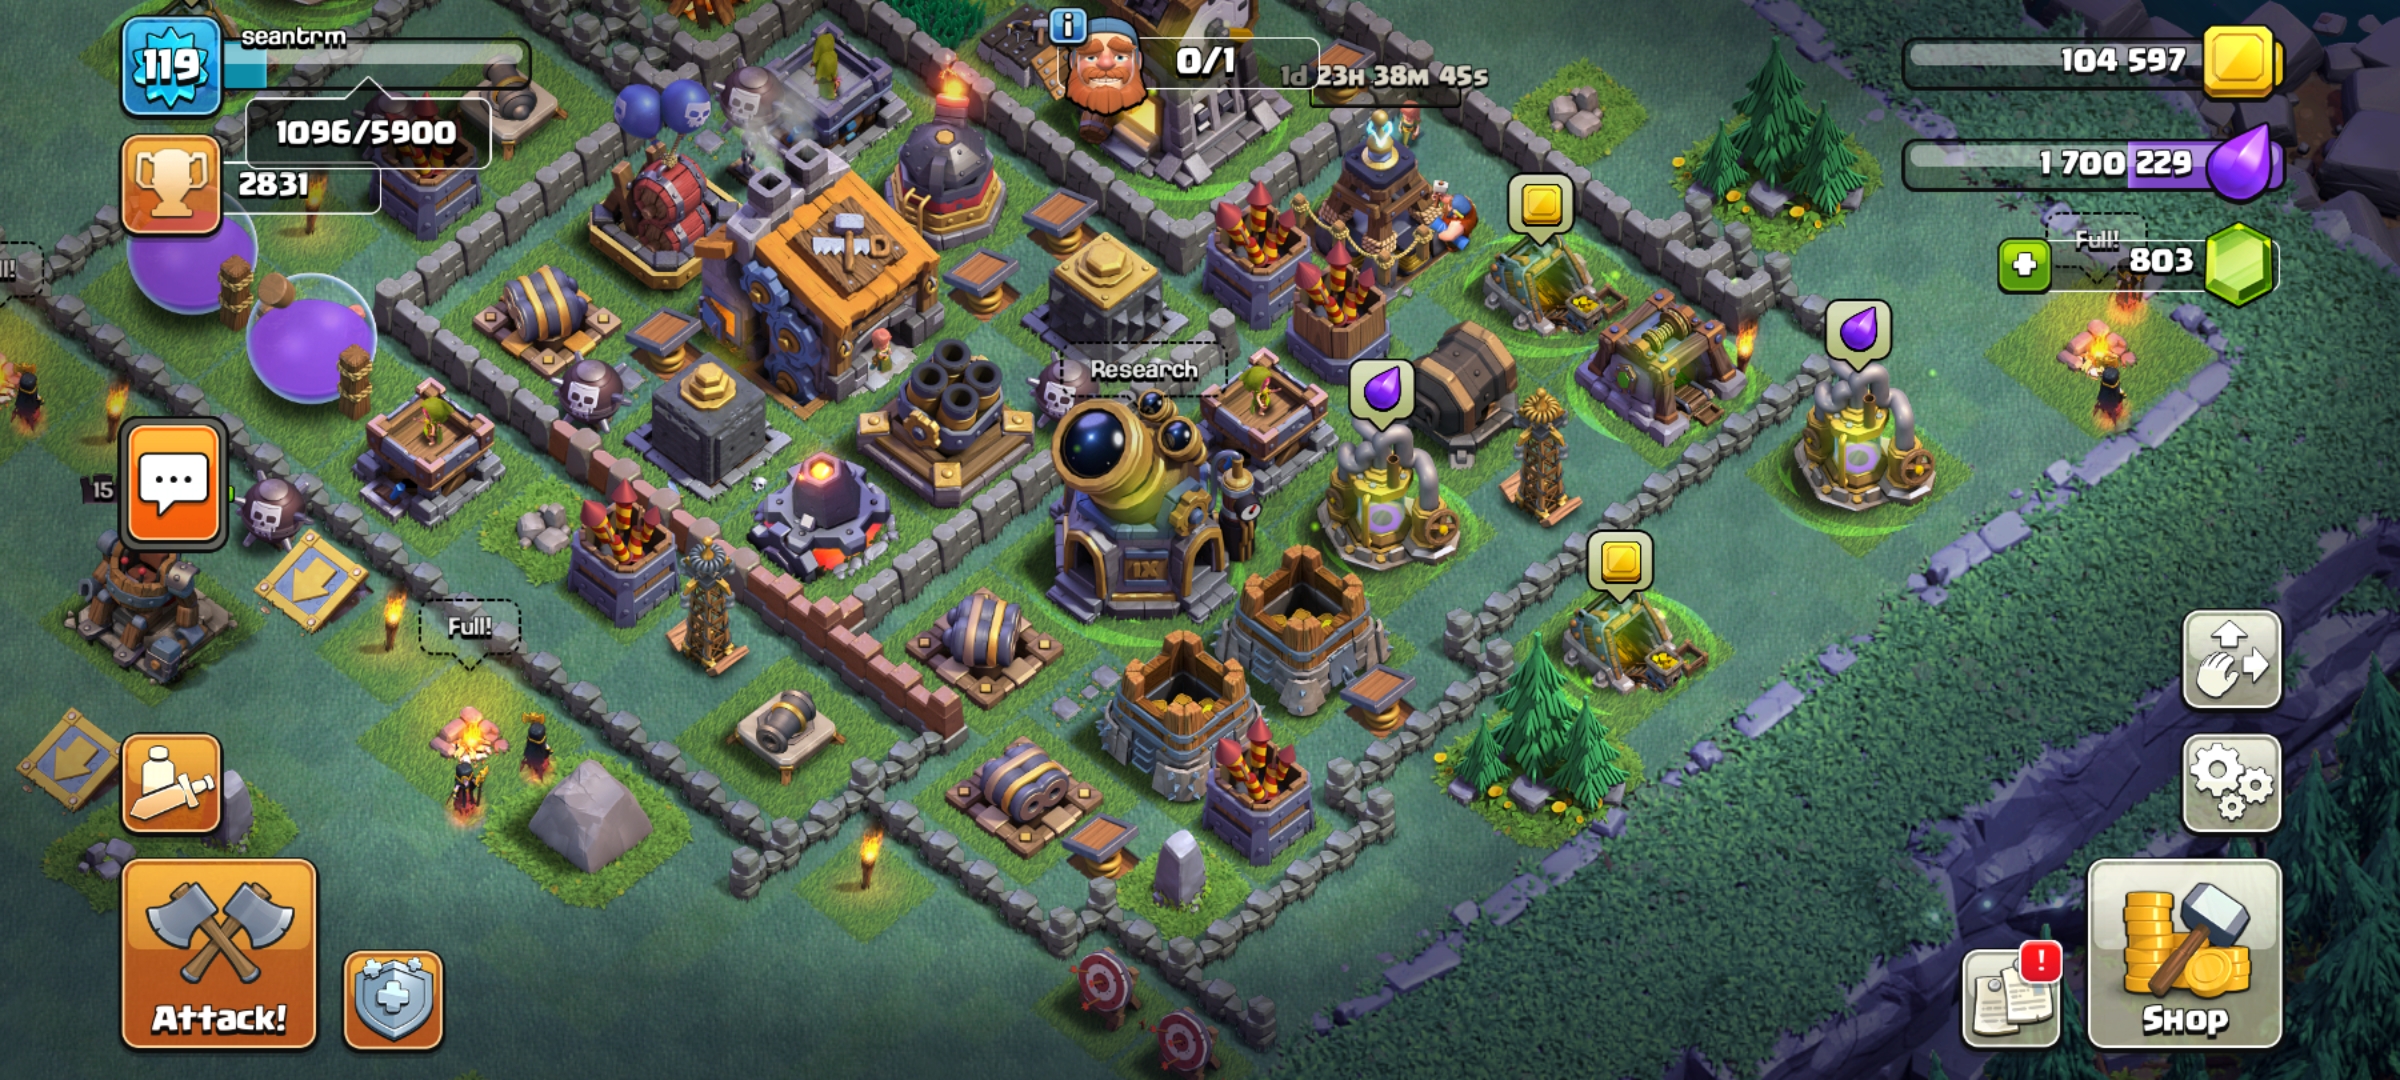 seantrm
119
1096/5900
2831
0/1
1d 23H 38M 45s
104 597
1 700 229
Full!
803
Research
15
IX
Full!
Attack!
!
Shop